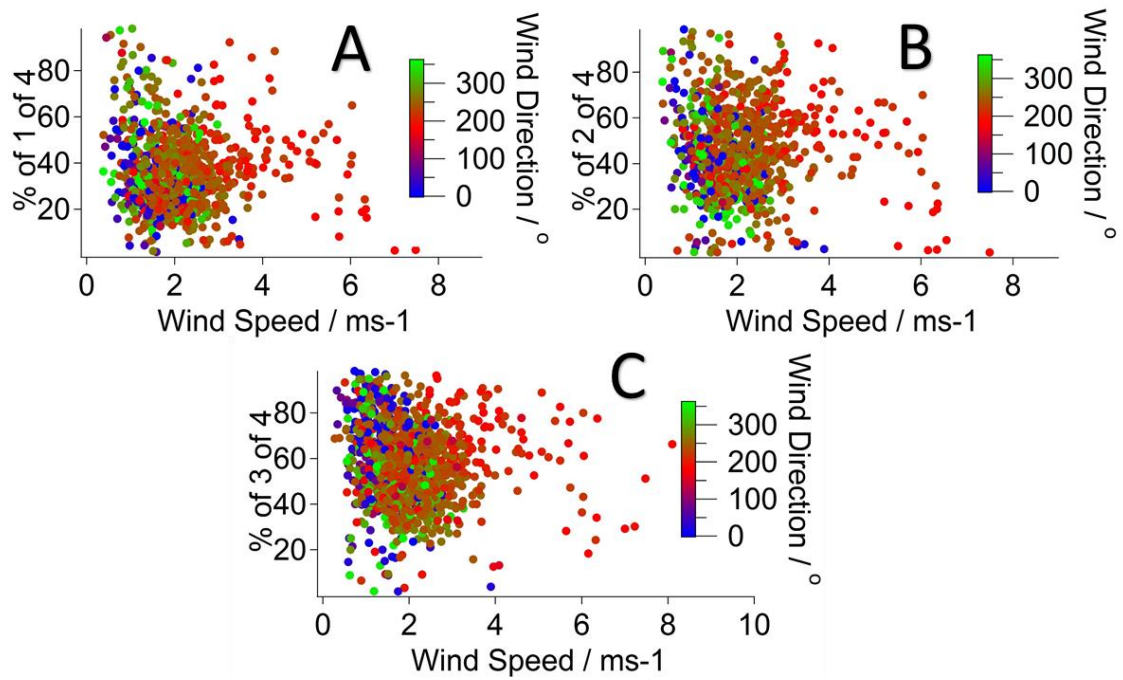 A
% of 1 of 4
80
60
40
20
0 2 4 6 8
Wind Speed / ms-1
300
200
100
0
Wind Direction / °
B
% of 2 of 4
80
60
40
20
0 2 4 6 8
Wind Speed / ms-1
300
200
100
0
Wind Direction / °
C
% of 3 of 4
80
60
40
20
0 2 4 6 8 10
Wind Speed / ms-1
300
200
100
0
Wind Direction / °